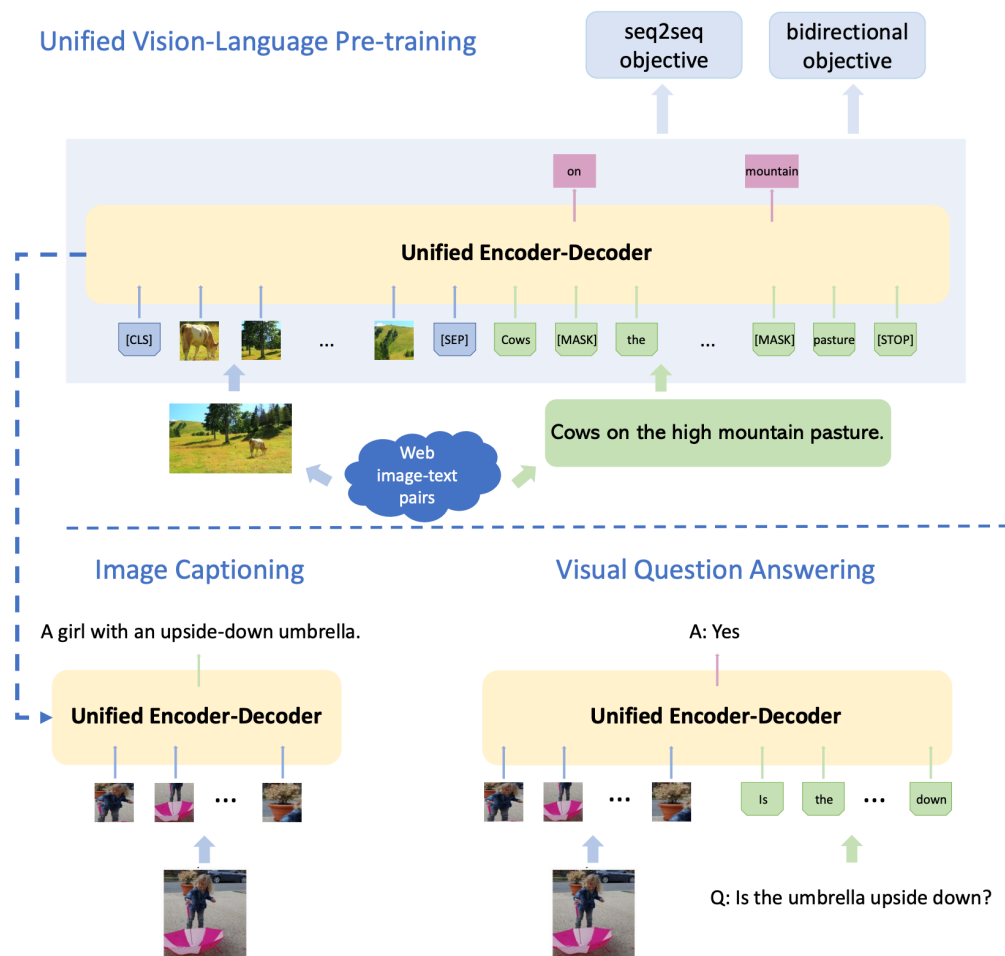 Unified Vision-Language Pre-training
seq2seq
objective
bidirectional
objective
on
mountain
Unified Encoder-Decoder
[CLS]
...
[SEP]
Cows
[MASK]
the
...
[MASK]
pasture
[STOP]
Cows on the high mountain pasture.
Web
image-text
pairs
Image Captioning
Visual Question Answering
A girl with an upside-down umbrella.
A: Yes
Unified Encoder-Decoder
Unified Encoder-Decoder
...
...
Is
the
...
down
Q: Is the umbrella upside down?